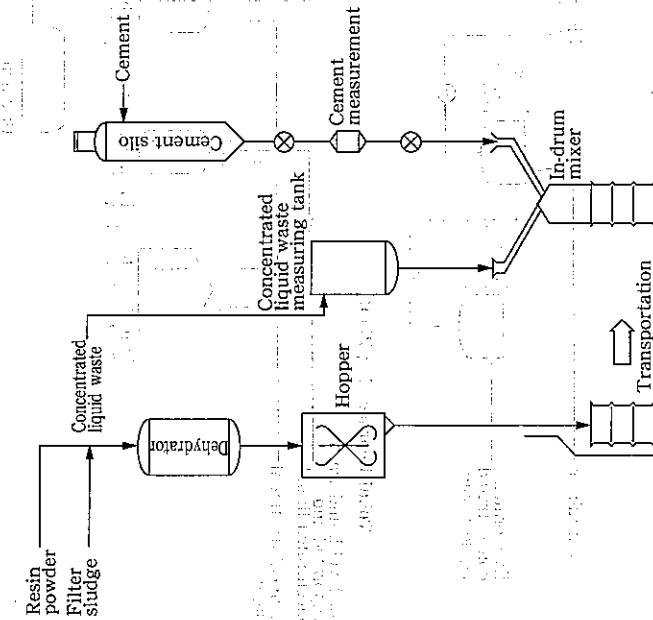 Resin
powder
Filter
sludge
Concentrated
liquid waste
Dehydrator
Hopper
Concentrated
liquid waste
measuring tank
Cement
Cement silo
Cement
measurement
In-drum
mixer
Transportation